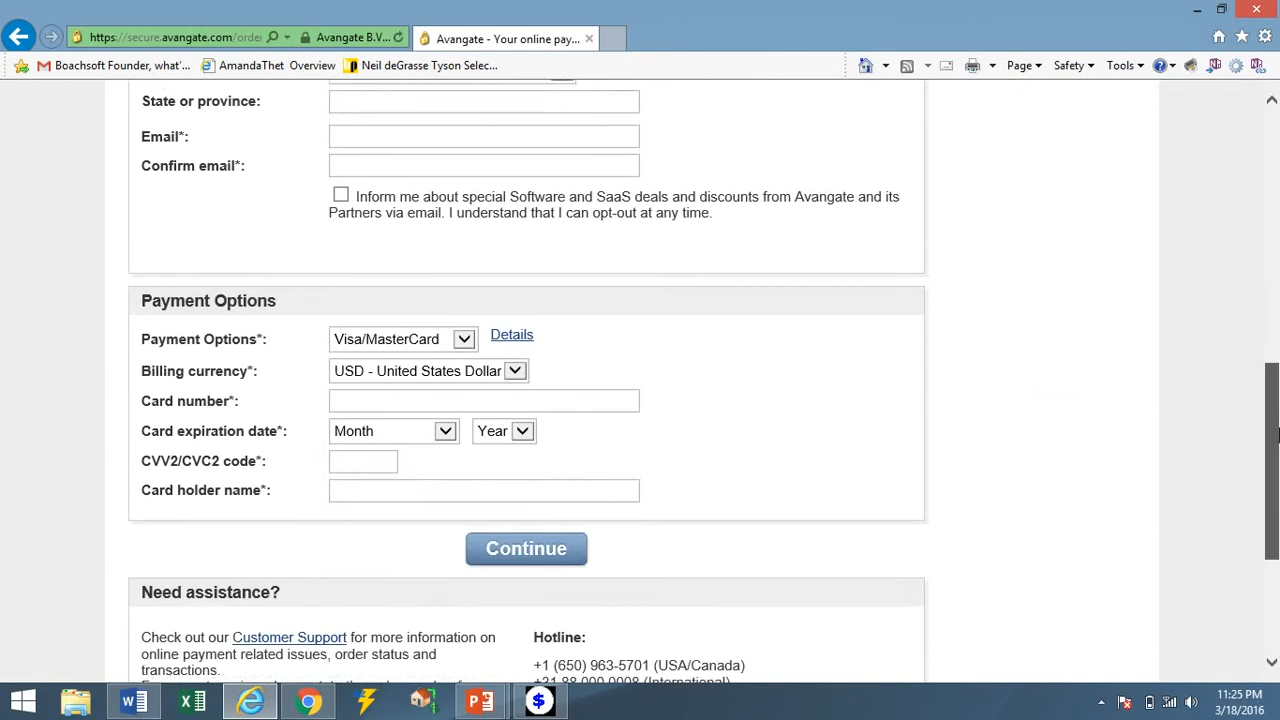 https://secure.avangate.com/orde
Avangate B.V...
Avangate - Your online pay...
Boachsoft Founder, what'...
AmandaThet Overview
Neil deGrasse Tyson Selec...
Page
Safety
Tools
State or province:
Email*:
Confirm email*:
Inform me about special Software and SaaS deals and discounts from Avangate and its
Partners via email. I understand that I can opt-out at any time.
Payment Options
Payment Options*:
Visa/MasterCard
Details
Billing currency*:
USD - United States Dollar
Card number*:
Card expiration date*:
Month
Year
CVV2/CVC2 code*:
Card holder name*:
Continue
Need assistance?
Check out our Customer Support for more information on
online payment related issues, order status and
transactions.
Hotline:
+1 (650) 963-5701 (USA/Canada)
+31 88 000 0008 (International)
11:25 PM
3/18/2016